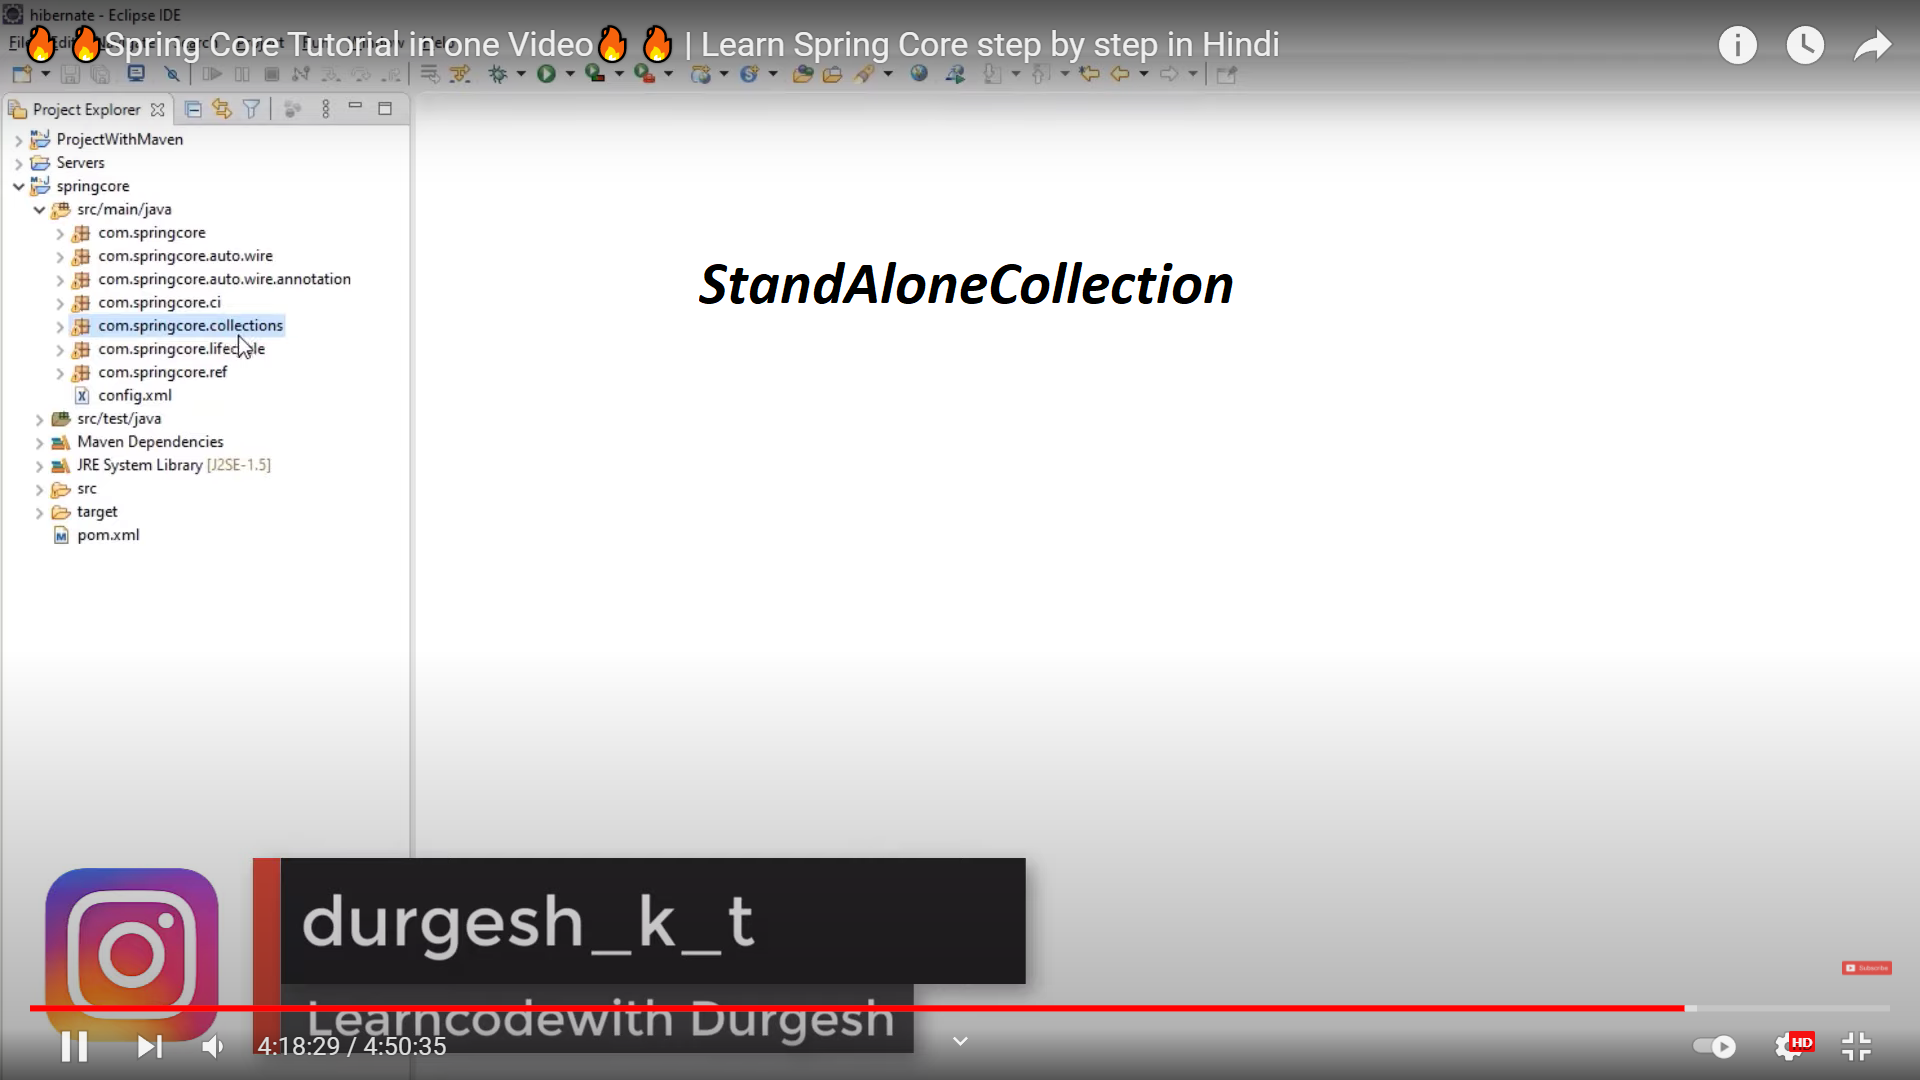 hibernate - Eclipse IDE
🔥🔥Spring Core Tutorial in one Video🔥🔥 | Learn Spring Core step by step in Hindi
Project Explorer
ProjectWithMaven
Servers
springcore
src/main/java
com.springcore
com.springcore.auto.wire
com.springcore.auto.wire.annotation
com.springcore.ci
com.springcore.collections
com.springcore.ref
config.xml
src/test/java
Maven Dependencies
JRE System Library [J2SE-1.5]
src
target
pom.xml
StandAloneCollection
durgesh_k_t
Learncodewith Durgesh
Subscribe
4:18:29 / 4:50:35
HD